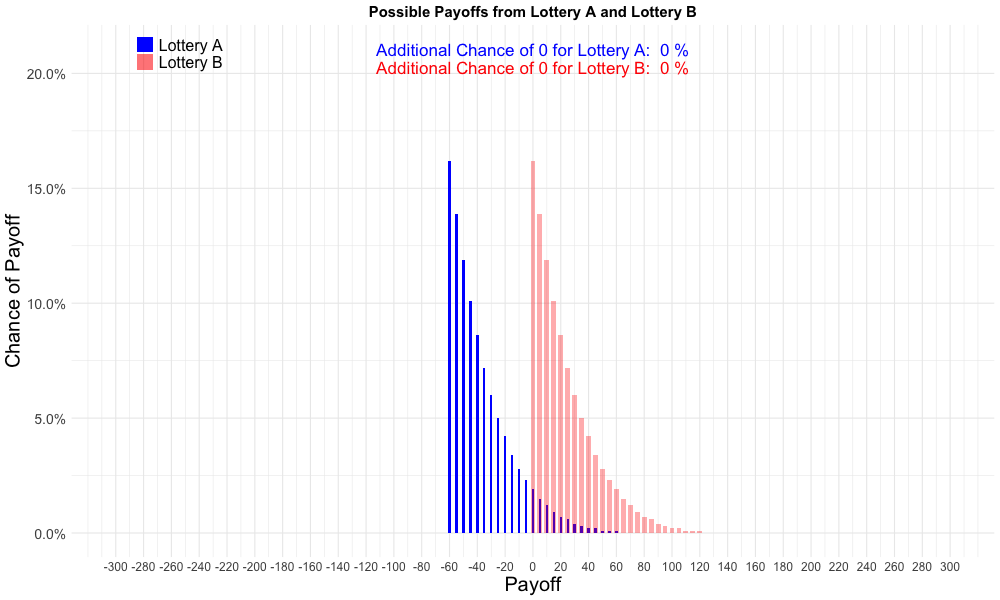 Possible Payoffs from Lottery A and Lottery B
Lottery A
Lottery B
Additional Chance of 0 for Lottery A:  0 %
Additional Chance of 0 for Lottery B:  0 %
Chance of Payoff
20.0%
15.0%
10.0%
5.0%
0.0%
-300 -280 -260 -240 -220 -200 -180 -160 -140 -120 -100 -80 -60 -40 -20 0 20 40 60 80 100 120 140 160 180 200 220 240 260 280 300
Payoff